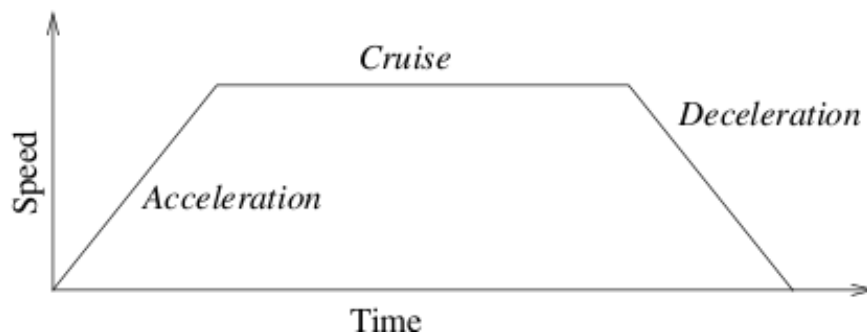 Cruise
Deceleration
Speed
Acceleration
Time